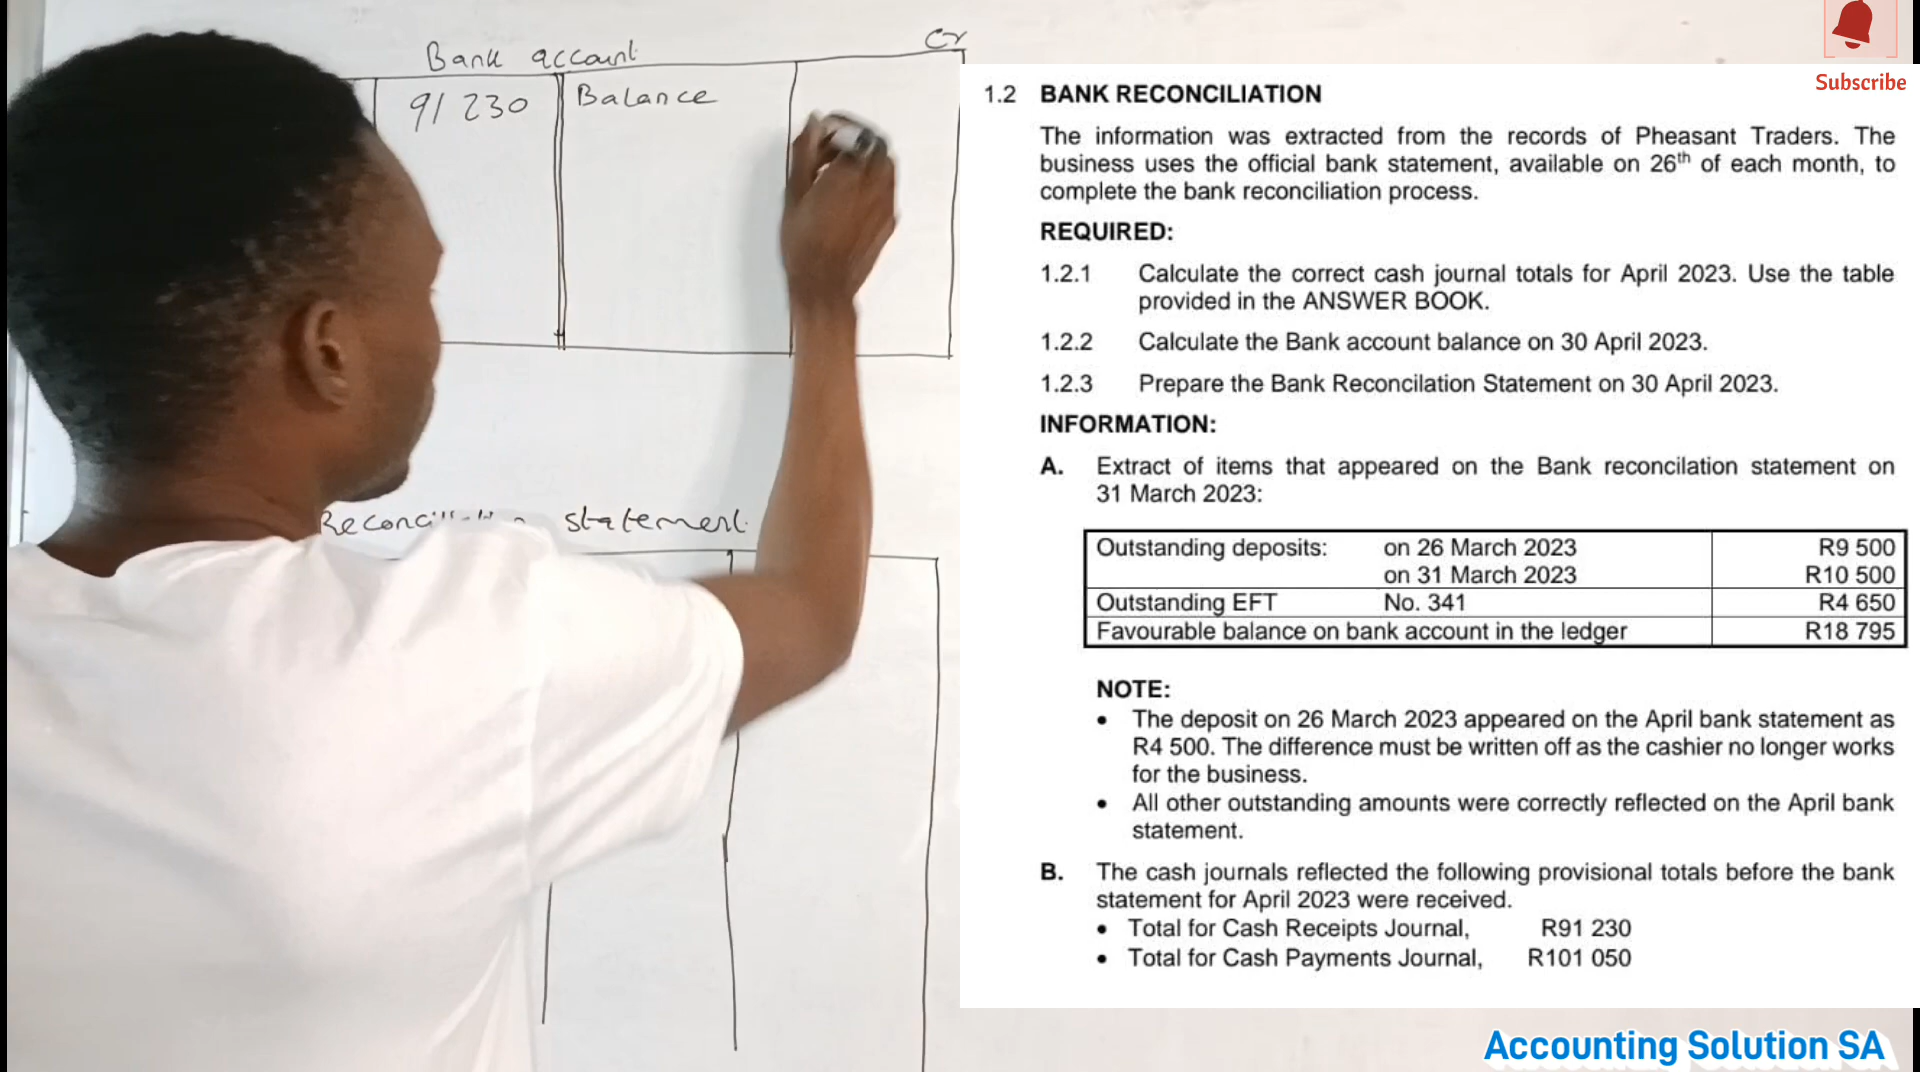 Bank account
Cr
91 230
Balance
Reconci
statement
Subscribe
1.2 BANK RECONCILIATION
The information was extracted from the records of Pheasant Traders. The
business uses the official bank statement, available on 26th of each month, to
complete the bank reconciliation process.
REQUIRED:
1.2.1 Calculate the correct cash journal totals for April 2023. Use the table
provided in the ANSWER BOOK.
1.2.2 Calculate the Bank account balance on 30 April 2023.
1.2.3 Prepare the Bank Reconcilation Statement on 30 April 2023.
INFORMATION:
A. Extract of items that appeared on the Bank reconcilation statement on
31 March 2023:
Outstanding deposits: on 26 March 2023 R9 500
on 31 March 2023 R10 500
Outstanding EFT No. 341 R4 650
Favourable balance on bank account in the ledger R18 795
NOTE:
• The deposit on 26 March 2023 appeared on the April bank statement as
R4 500. The difference must be written off as the cashier no longer works
for the business.
• All other outstanding amounts were correctly reflected on the April bank
statement.
B. The cash journals reflected the following provisional totals before the bank
statement for April 2023 were received.
• Total for Cash Receipts Journal, R91 230
• Total for Cash Payments Journal, R101 050
Accounting Solution SA